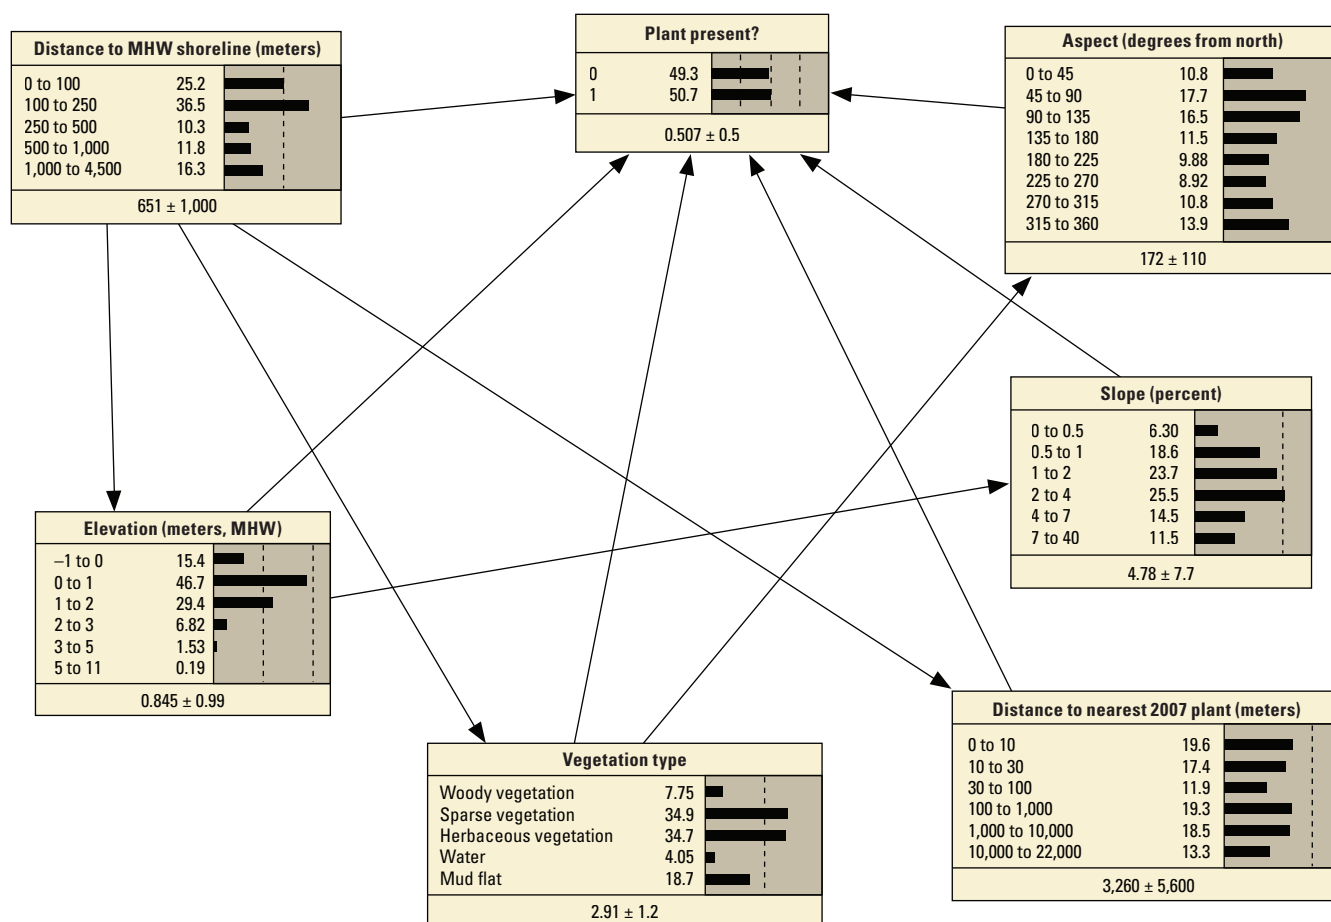 Distance to MHW shoreline (meters)
0 to 100 25.2
100 to 250 36.5
250 to 500 10.3
500 to 1,000 11.8
1,000 to 4,500 16.3
651 ± 1,000
Plant present?
0 49.3
1 50.7
0.507 ± 0.5
Aspect (degrees from north)
0 to 45 10.8
45 to 90 17.7
90 to 135 16.5
135 to 180 11.5
180 to 225 9.88
225 to 270 8.92
270 to 315 10.8
315 to 360 13.9
172 ± 110
Slope (percent)
0 to 0.5 6.30
0.5 to 1 18.6
1 to 2 23.7
2 to 4 25.5
4 to 7 14.5
7 to 40 11.5
4.78 ± 7.7
Elevation (meters, MHW)
–1 to 0 15.4
0 to 1 46.7
1 to 2 29.4
2 to 3 6.82
3 to 5 1.53
5 to 11 0.19
0.845 ± 0.99
Distance to nearest 2007 plant (meters)
0 to 10 19.6
10 to 30 17.4
30 to 100 11.9
100 to 1,000 19.3
1,000 to 10,000 18.5
10,000 to 22,000 13.3
3,260 ± 5,600
Vegetation type
Woody vegetation 7.75
Sparse vegetation 34.9
Herbaceous vegetation 34.7
Water 4.05
Mud flat 18.7
2.91 ± 1.2